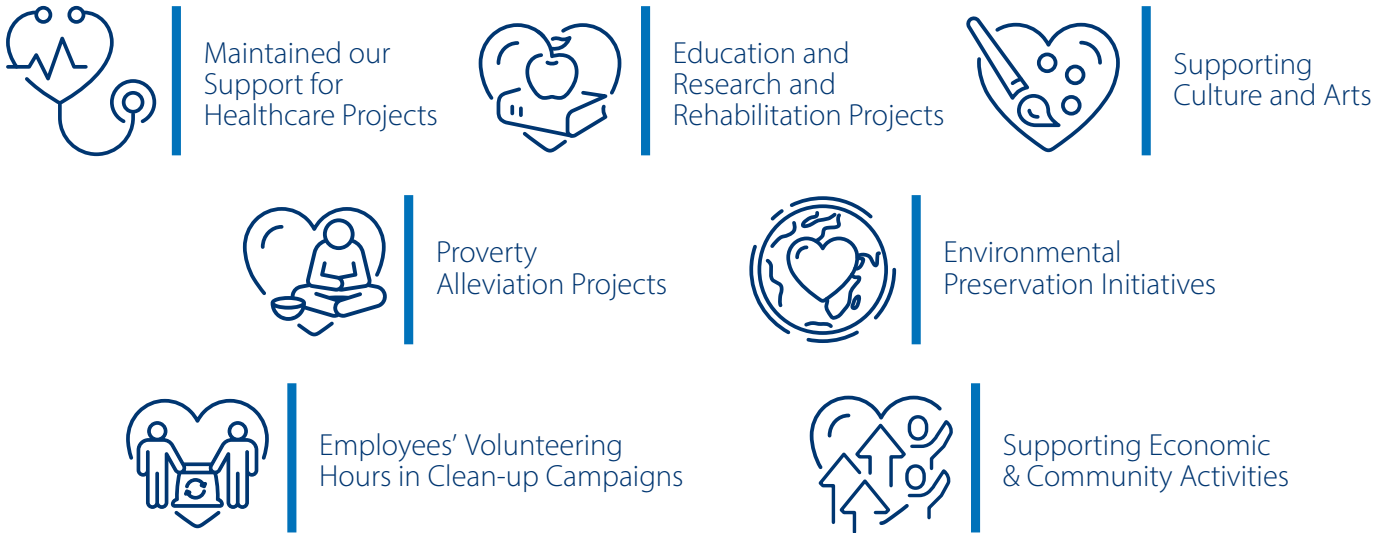 Maintained our
Support for
Healthcare Projects
Education and
Research and
Rehabilitation Projects
Supporting
Culture and Arts
Proverty
Alleviation Projects
Environmental
Preservation Initiatives
Employees’ Volunteering
Hours in Clean-up Campaigns
Supporting Economic
& Community Activities